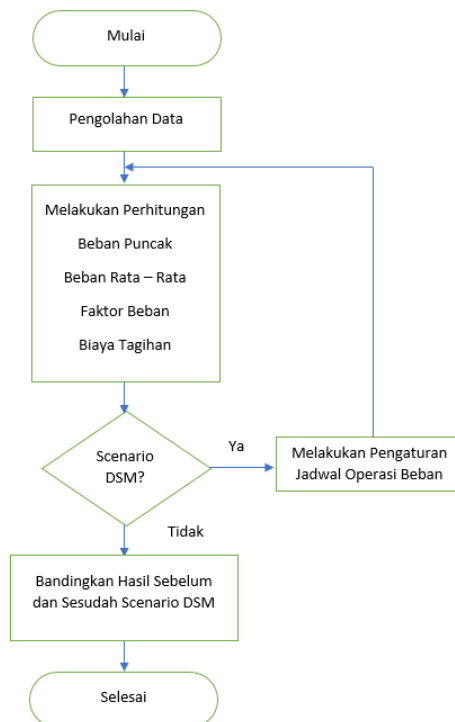 Mulai
Pengolahan Data
Melakukan Perhitungan
Beban Puncak
Beban Rata – Rata
Faktor Beban
Biaya Tagihan
Scenario
DSM?
Ya
Melakukan Pengaturan
Jadwal Operasi Beban
Tidak
Bandingkan Hasil Sebelum
dan Sesudah Scenario DSM
Selesai